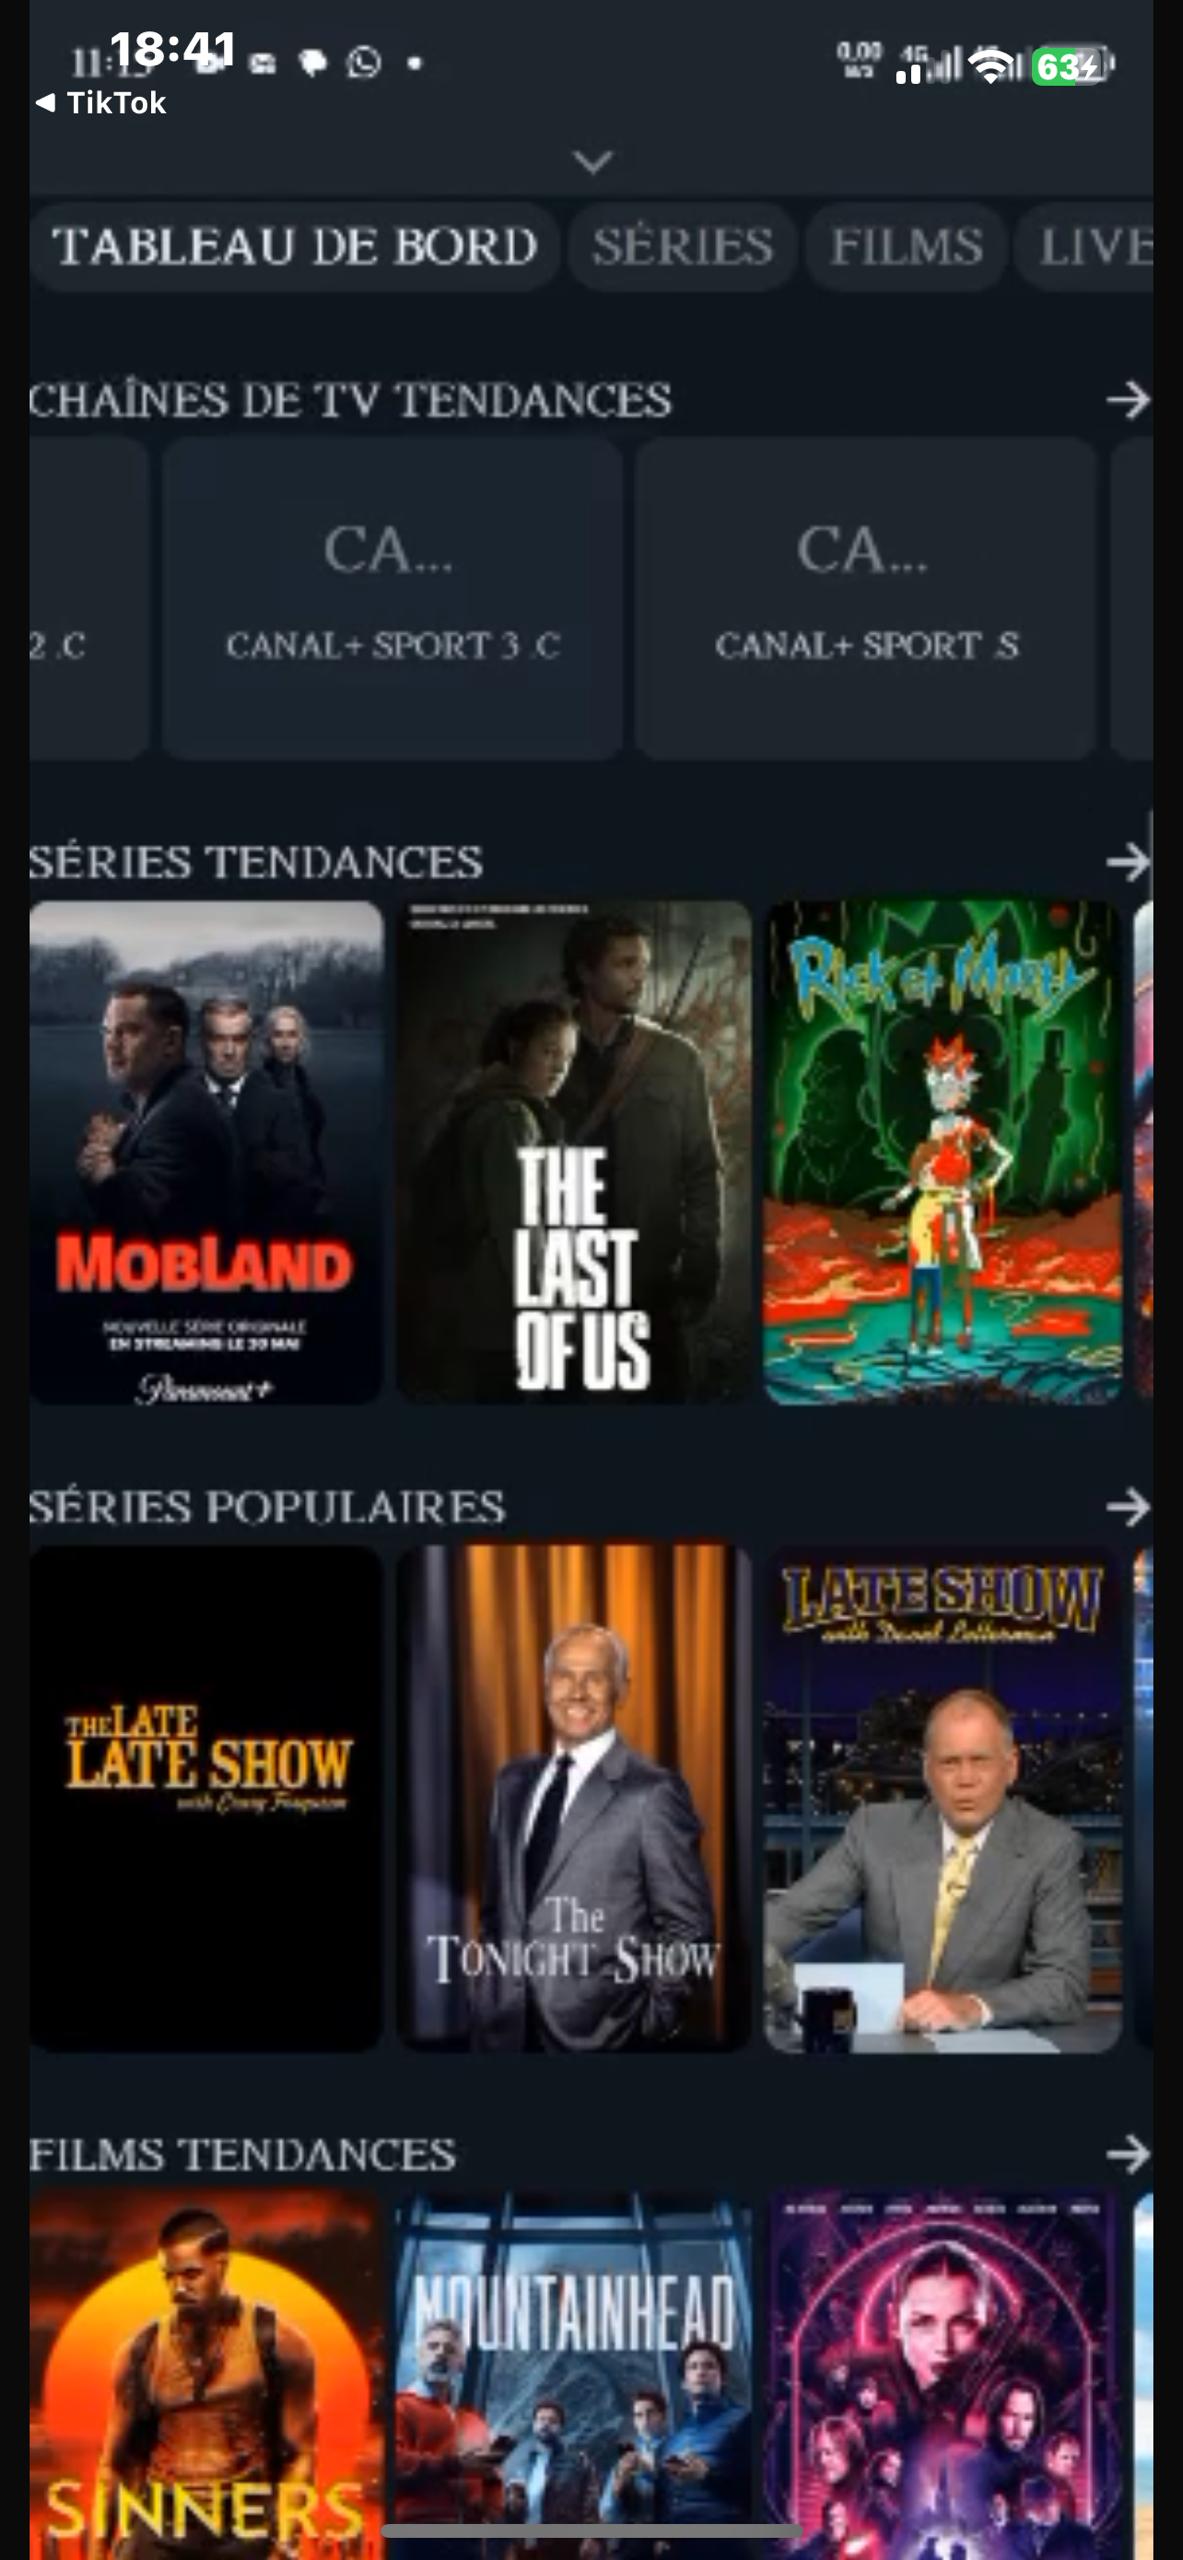 18:41
63
TikTok
TABLEAU DE BORD
SÉRIES
FILMS
LIVE
CHAÎNES DE TV TENDANCES
2 .C
CA...
CANAL+ SPORT 3 .C
CA...
CANAL+ SPORT .S
SÉRIES TENDANCES
MOBLAND
NOUVELLE SÉRIE ORIGINALE
EN STREAMING LE 30 MAI
Paramount+
THE
LAST
OF US
Rick et Morty
SÉRIES POPULAIRES
THE LATE
LATE SHOW
with Craig Ferguson
The
TONIGHT SHOW
LATE SHOW
with David Letterman
FILMS TENDANCES
SINNERS
MOUNTAINHEAD